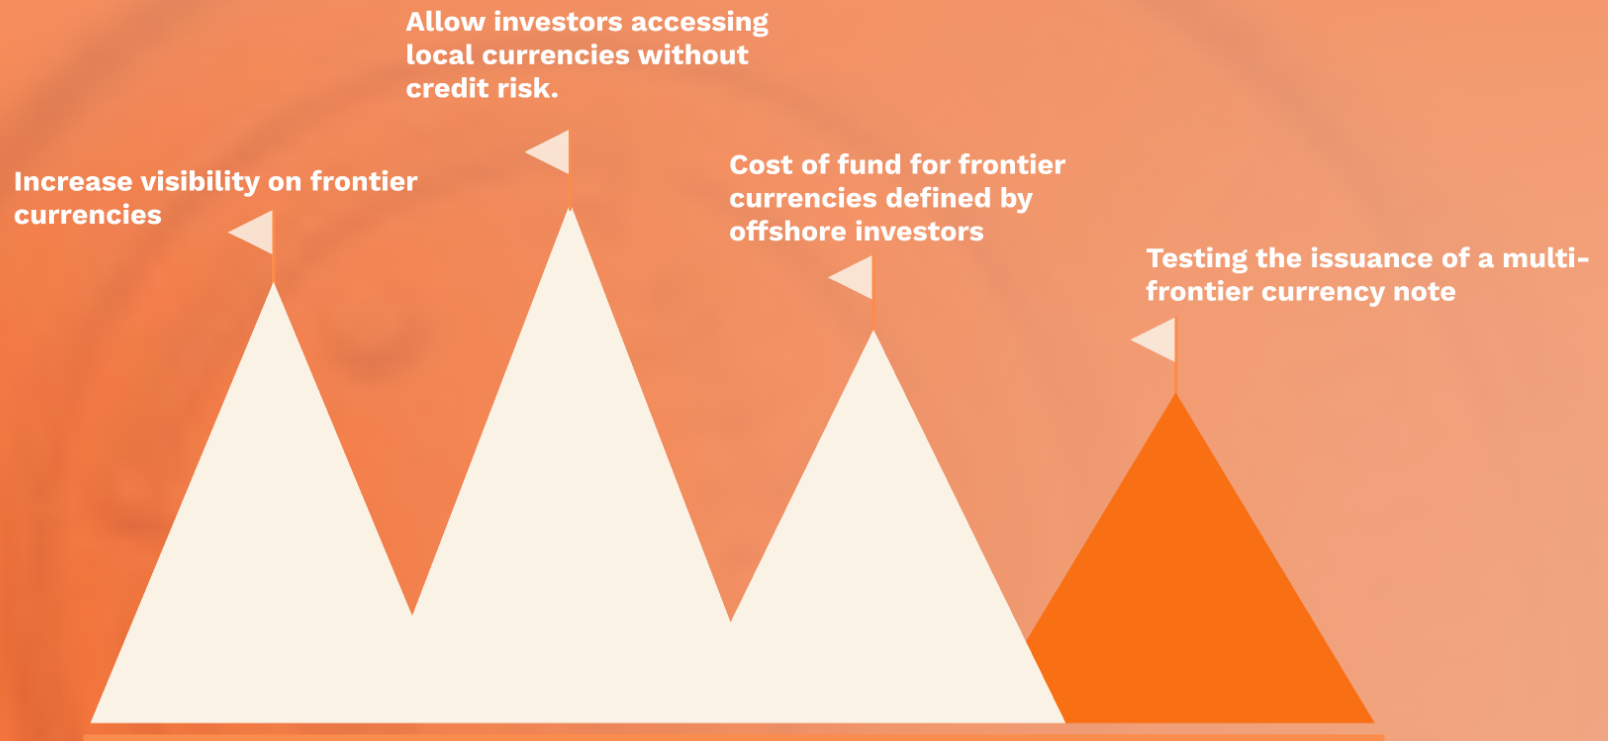 Allow investors accessing
local currencies without
credit risk.
Increase visibility on frontier
currencies
Cost of fund for frontier
currencies defined by
offshore investors
Testing the issuance of a multi-
frontier currency note